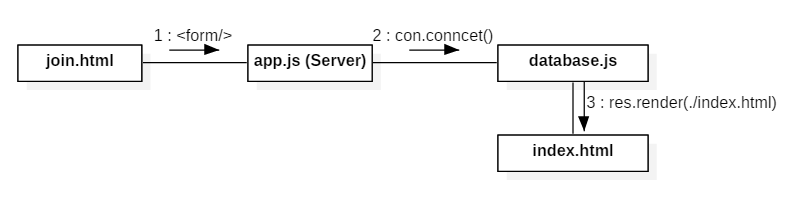 1 : <form/>
2 : con.conncet()
join.html
app.js (Server)
database.js
3 : res.render(./index.html)
index.html